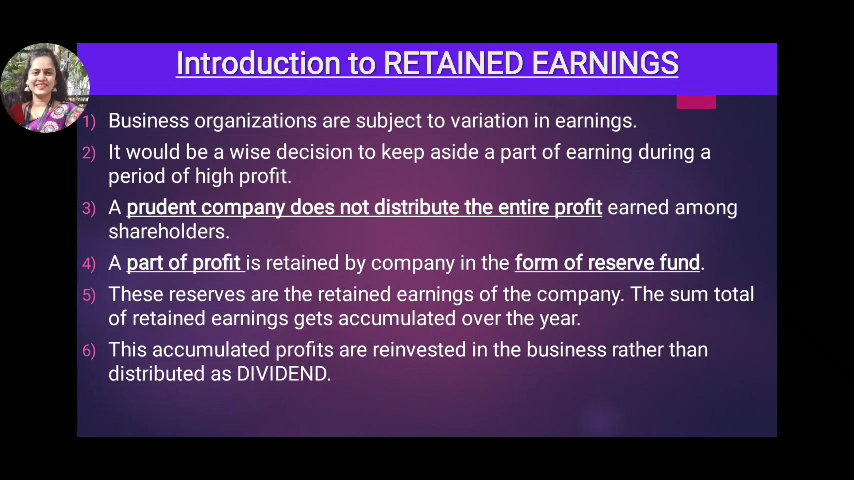 Introduction to RETAINED EARNINGS
1) Business organizations are subject to variation in earnings.
2) It would be a wise decision to keep aside a part of earning during a
period of high profit.
3) A prudent company does not distribute the entire profit earned among
shareholders.
4) A part of profit is retained by company in the form of reserve fund.
5) These reserves are the retained earnings of the company. The sum total
of retained earnings gets accumulated over the year.
6) This accumulated profits are reinvested in the business rather than
distributed as DIVIDEND.